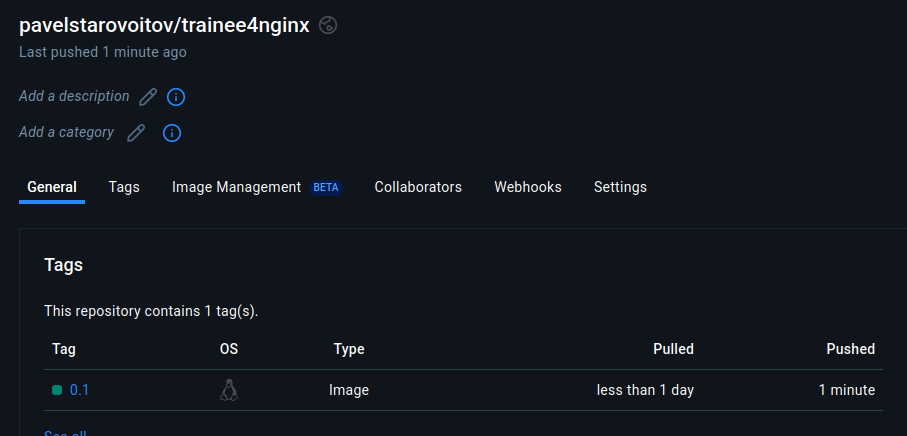 pavelstarovoitov/trainee4nginx
Last pushed 1 minute ago
Add a description
Add a category
General Tags Image Management BETA Collaborators Webhooks Settings
Tags
This repository contains 1 tag(s).
Tag OS Type Pulled Pushed
0.1 Image less than 1 day 1 minute
See all